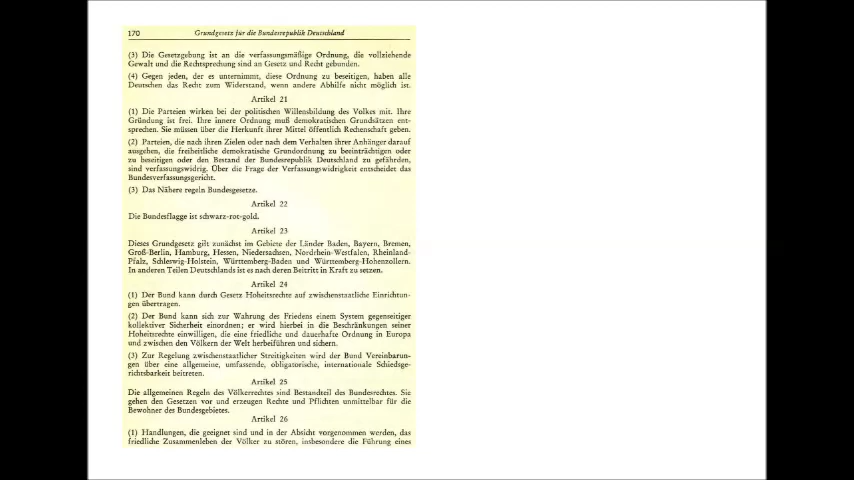 170 Grundgesetz für die Bundesrepublik Deutschland
(3) Die Gesetzgebung ist an die verfassungsmäßige Ordnung, die vollziehende
Gewalt und die Rechtsprechung sind an Gesetz und Recht gebunden.
(4) Gegen jeden, der es unternimmt, diese Ordnung zu beseitigen, haben alle
Deutschen das Recht zum Widerstand, wenn andere Abhilfe nicht möglich ist.
Artikel 21
(1) Die Parteien wirken bei der politischen Willensbildung des Volkes mit. Ihre
Gründung ist frei. Ihre innere Ordnung muß demokratischen Grundsätzen ent-
sprechen. Sie müssen über die Herkunft ihrer Mittel öffentlich Rechenschaft geben.
(2) Parteien, die nach ihren Zielen oder nach dem Verhalten ihrer Anhänger darauf
ausgehen, die freiheitliche demokratische Grundordnung zu beeinträchtigen oder
zu beseitigen oder den Bestand der Bundesrepublik Deutschland zu gefährden,
sind verfassungswidrig. Über die Frage der Verfassungswidrigkeit entscheidet das
Bundesverfassungsgericht.
(3) Das Nähere regeln Bundesgesetze.
Artikel 22
Die Bundesflagge ist schwarz-rot-gold.
Artikel 23
Dieses Grundgesetz gilt zunächst im Gebiete der Länder Baden, Bayern, Bremen,
Groß-Berlin, Hamburg, Hessen, Niedersachsen, Nordrhein-Westfalen, Rheinland-
Pfalz, Schleswig-Holstein, Württemberg-Baden und Württemberg-Hohenzollern.
In anderen Teilen Deutschlands ist es nach deren Beitritt in Kraft zu setzen.
Artikel 24
(1) Der Bund kann durch Gesetz Hoheitsrechte auf zwischenstaatliche Einrichtun-
gen übertragen.
(2) Der Bund kann sich zur Wahrung des Friedens einem System gegenseitiger
kollektiver Sicherheit einordnen; er wird hierbei in die Beschränkungen seiner
Hoheitsrechte einwilligen, die eine friedliche und dauerhafte Ordnung in Europa
und zwischen den Völkern der Welt herbeiführen und sichern.
(3) Zur Regelung zwischenstaatlicher Streitigkeiten wird der Bund Vereinbarun-
gen über eine allgemeine, umfassende, obligatorische, internationale Schiedsge-
richtsbarkeit beitreten.
Artikel 25
Die allgemeinen Regeln des Völkerrechtes sind Bestandteil des Bundesrechtes. Sie
gehen den Gesetzen vor und erzeugen Rechte und Pflichten unmittelbar für die
Bewohner des Bundesgebietes.
Artikel 26
(1) Handlungen, die geeignet sind und in der Absicht vorgenommen werden, das
friedliche Zusammenleben der Völker zu stören, insbesondere die Führung eines